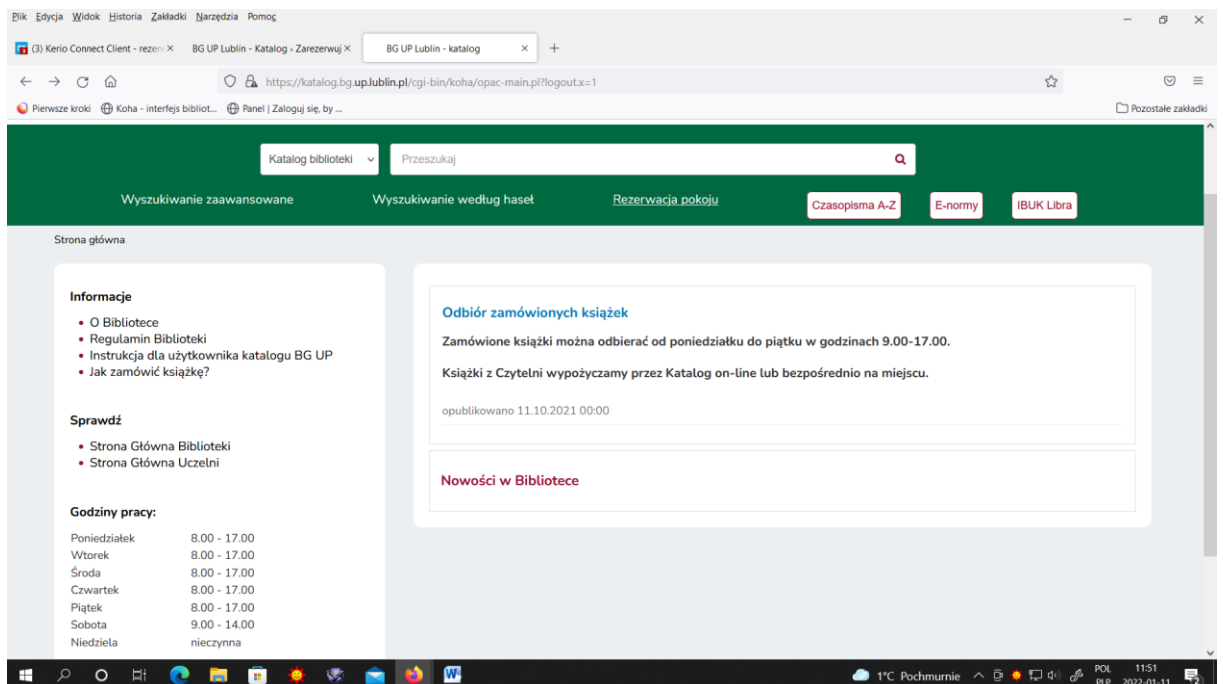 Plik Edycja Widok Historia Zakładki Narzędzia Pomoc
(3) Kerio Connect Client - rezerw
BG UP Lublin - Katalog › Zarezerwuj
BG UP Lublin - katalog
https://katalog.bg.up.lublin.pl/cgi-bin/koha/opac-main.pl?logout.x=1
Pierwsze kroki Koha - interfejs bibliot... Panel | Zaloguj się, by ... Pozostałe zakładki
Katalog biblioteki Przeszukaj
Wyszukiwanie zaawansowane Wyszukiwanie według haseł Rezerwacja pokoju Czasopisma A-Z E-normy IBUK Libra
Strona główna
Informacje
O Bibliotece
Regulamin Biblioteki
Instrukcja dla użytkownika katalogu BG UP
Jak zamówić książkę?
Sprawdź
Strona Główna Biblioteki
Strona Główna Uczelni
Godziny pracy:
Poniedziałek 8.00 - 17.00
Wtorek 8.00 - 17.00
Środa 8.00 - 17.00
Czwartek 8.00 - 17.00
Piątek 8.00 - 17.00
Sobota 9.00 - 14.00
Niedziela nieczynna
Odbiór zamówionych książek
Zamówione książki można odbierać od poniedziałku do piątku w godzinach 9.00-17.00.
Książki z Czytelni wypożyczamy przez Katalog on-line lub bezpośrednio na miejscu.
opublikowano 11.10.2021 00:00
Nowości w Bibliotece
1°C Pochmurnie POL 11:51
PLP 2022-01-11